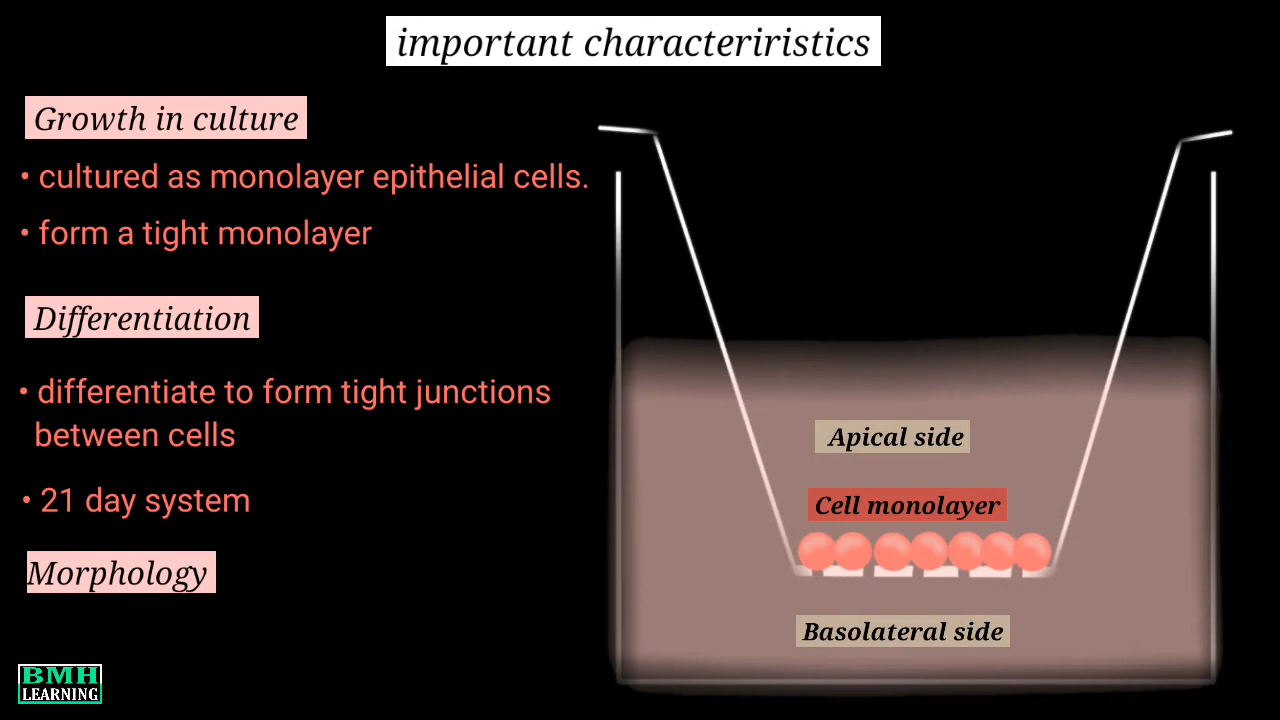 important characteriristics
Growth in culture
• cultured as monolayer epithelial cells.
• form a tight monolayer
Differentiation
• differentiate to form tight junctions
between cells
• 21 day system
Morphology
Apical side
Cell monolayer
Basolateral side
BMH
LEARNING